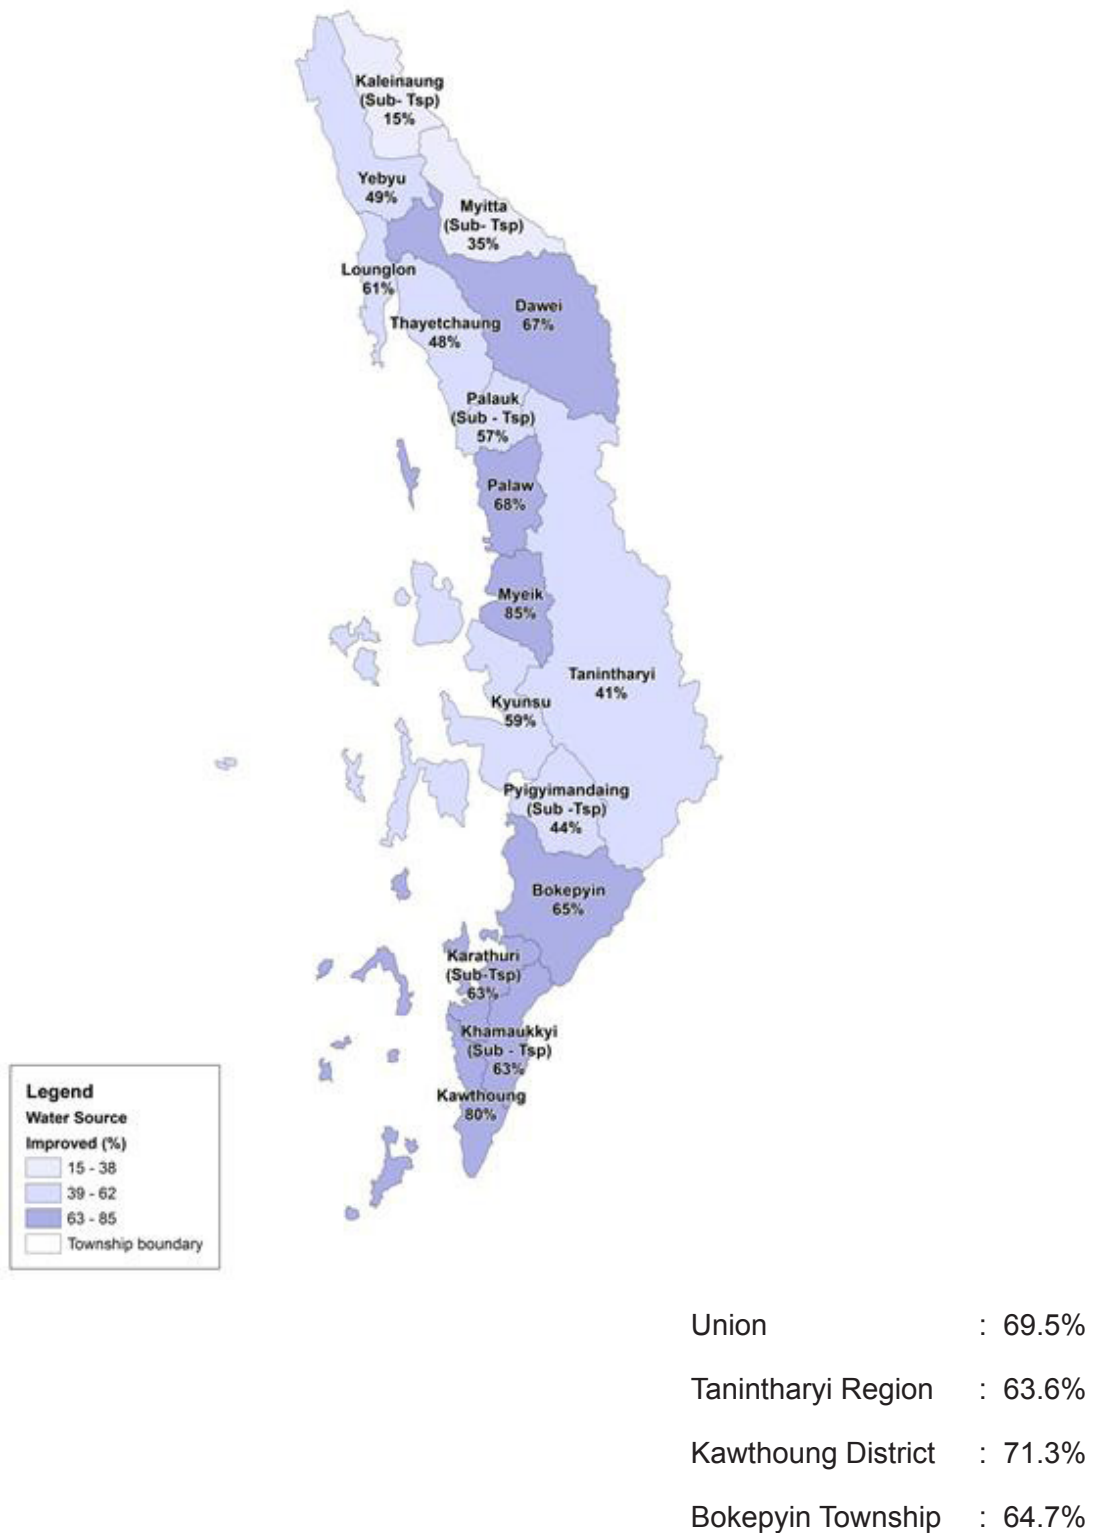 Kaleinaung
(Sub- Tsp)
15%
Yebyu
49%
Myitta
(Sub- Tsp)
35%
Lounglon
61%
Dawei
67%
Thayetchaung
48%
Palauk
(Sub - Tsp)
57%
Palaw
68%
Myeik
85%
Tanintharyi
41%
Kyunsu
59%
Pyigyimandaing
(Sub -Tsp)
44%
Bokepyin
65%
Karathuri
(Sub-Tsp)
63%
Khamaukkyi
(Sub - Tsp)
63%
Kawthoung
80%
Legend
Water Source
Improved (%)
15 - 38
39 - 62
63 - 85
Township boundary
Union : 69.5%
Tanintharyi Region : 63.6%
Kawthoung District : 71.3%
Bokepyin Township : 64.7%